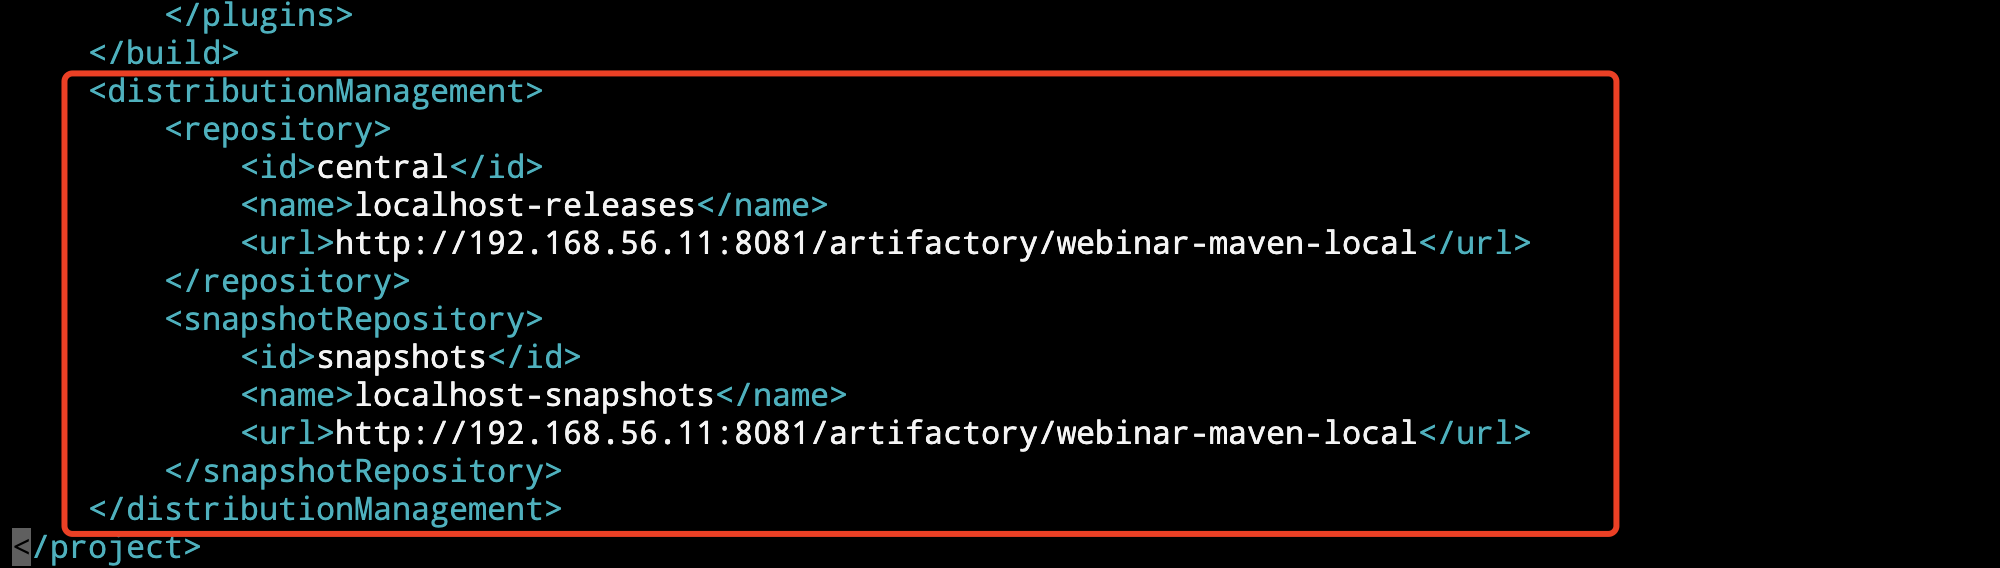 </plugins>
    </build>
    <distributionManagement>
        <repository>
            <id>central</id>
            <name>localhost-releases</name>
            <url>http://192.168.56.11:8081/artifactory/webinar-maven-local</url>
        </repository>
        <snapshotRepository>
            <id>snapshots</id>
            <name>localhost-snapshots</name>
            <url>http://192.168.56.11:8081/artifactory/webinar-maven-local</url>
        </snapshotRepository>
    </distributionManagement>
</project>